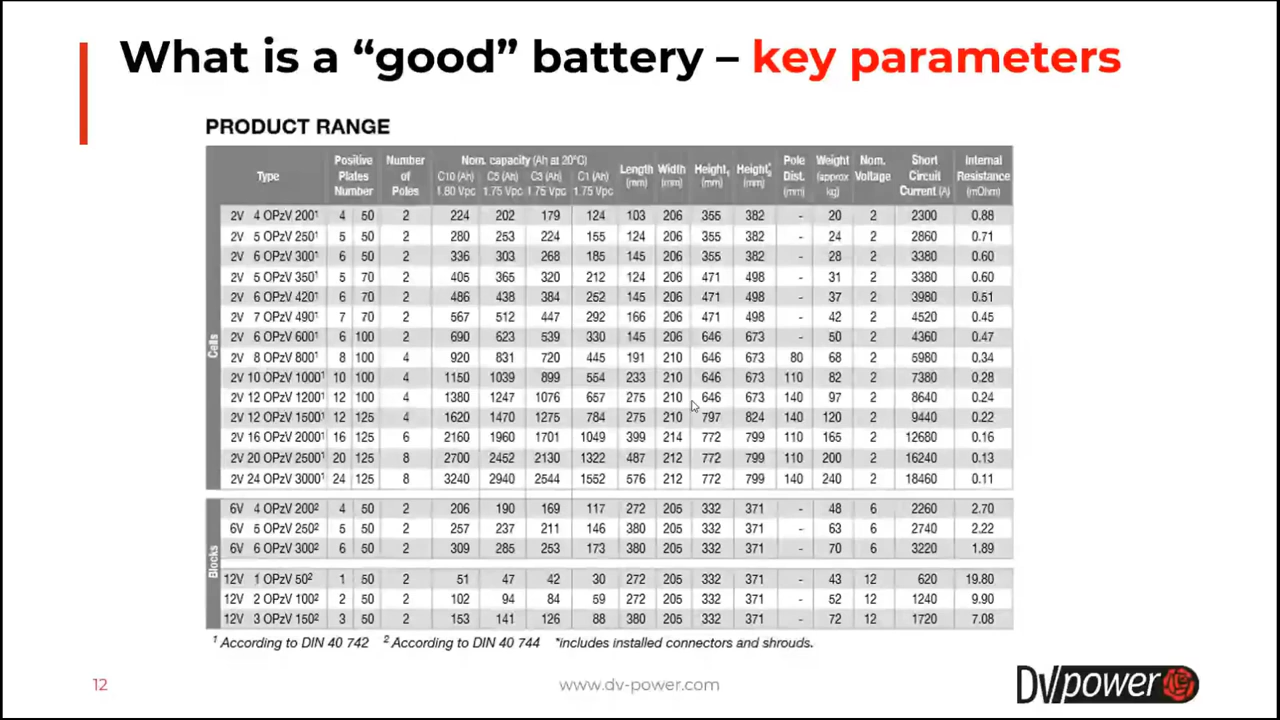 What is a “good” battery – key parameters
PRODUCT RANGE
Type Positive Plates Number Number of Poles Nom. capacity (Ah at 20°C) C10 (Ah) 1.80 Vpc C5 (Ah) 1.75 Vpc C3 (Ah) 1.75 Vpc C1 (Ah) 1.75 Vpc Length (mm) Width (mm) Height₁ (mm) Height₂* (mm) Pole Dist. (mm) Weight (approx kg) Nom. Voltage Short Circuit Current (A) Internal Resistance (mOhm)
Cells
2V 4 OPzV 200¹ 4 50 2 224 202 179 124 103 206 355 382 - 20 2 2300 0.88
2V 5 OPzV 250¹ 5 50 2 280 253 224 155 124 206 355 382 - 24 2 2860 0.71
2V 6 OPzV 300¹ 6 50 2 336 303 268 185 145 206 355 382 - 28 2 3380 0.60
2V 5 OPzV 350¹ 5 70 2 405 365 320 212 124 206 471 498 - 31 2 3380 0.60
2V 6 OPzV 420¹ 6 70 2 486 438 384 252 145 206 471 498 - 37 2 3980 0.51
2V 7 OPzV 490¹ 7 70 2 567 512 447 292 166 206 471 498 - 42 2 4520 0.45
2V 6 OPzV 600¹ 6 100 2 690 623 539 330 145 206 646 673 - 50 2 4360 0.47
2V 8 OPzV 800¹ 8 100 4 920 831 720 445 191 210 646 673 80 68 2 5980 0.34
2V 10 OPzV 1000¹ 10 100 4 1150 1039 899 554 233 210 646 673 110 82 2 7380 0.28
2V 12 OPzV 1200¹ 12 100 4 1380 1247 1076 657 275 210 646 673 140 97 2 8640 0.24
2V 12 OPzV 1500¹ 12 125 4 1620 1470 1275 784 275 210 797 824 140 120 2 9440 0.22
2V 16 OPzV 2000¹ 16 125 6 2160 1960 1701 1049 399 214 772 799 110 165 2 12680 0.16
2V 20 OPzV 2500¹ 20 125 8 2700 2452 2130 1322 487 212 772 799 110 200 2 16240 0.13
2V 24 OPzV 3000¹ 24 125 8 3240 2940 2544 1552 576 212 772 799 140 240 2 18460 0.11
Blocks
6V 4 OPzV 200² 4 50 2 206 190 169 117 272 205 332 371 - 48 6 2260 2.70
6V 5 OPzV 250² 5 50 2 257 237 211 146 380 205 332 371 - 63 6 2740 2.22
6V 6 OPzV 300² 6 50 2 309 285 253 173 380 205 332 371 - 70 6 3220 1.89
12V 1 OPzV 50² 1 50 2 51 47 42 30 272 205 332 371 - 43 12 620 19.80
12V 2 OPzV 100² 2 50 2 102 94 84 59 272 205 332 371 - 52 12 1240 9.90
12V 3 OPzV 150² 3 50 2 153 141 126 88 380 205 332 371 - 72 12 1720 7.08
¹ According to DIN 40 742 ² According to DIN 40 744 *includes installed connectors and shrouds.
12
www.dv-power.com
DV power